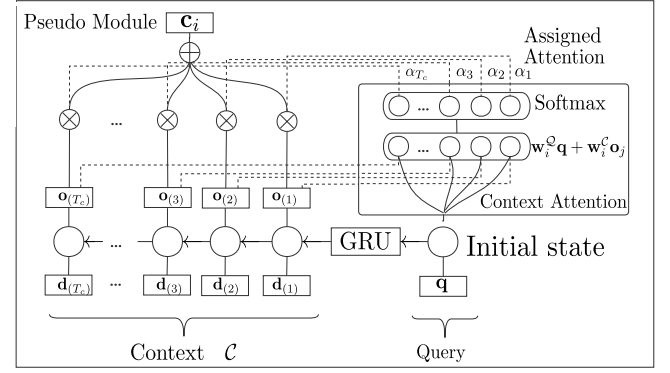 Pseudo Module c_i
Assigned
Attention
α_{T_c} α_3 α_2 α_1
... Softmax
... ... w_i^Q q + w_i^C o_j
o_{(T_c)} o_{(3)} o_{(2)} o_{(1)}
Context Attention
... GRU Initial state
d_{(T_c)} ... d_{(3)} d_{(2)} d_{(1)} q
Context C Query